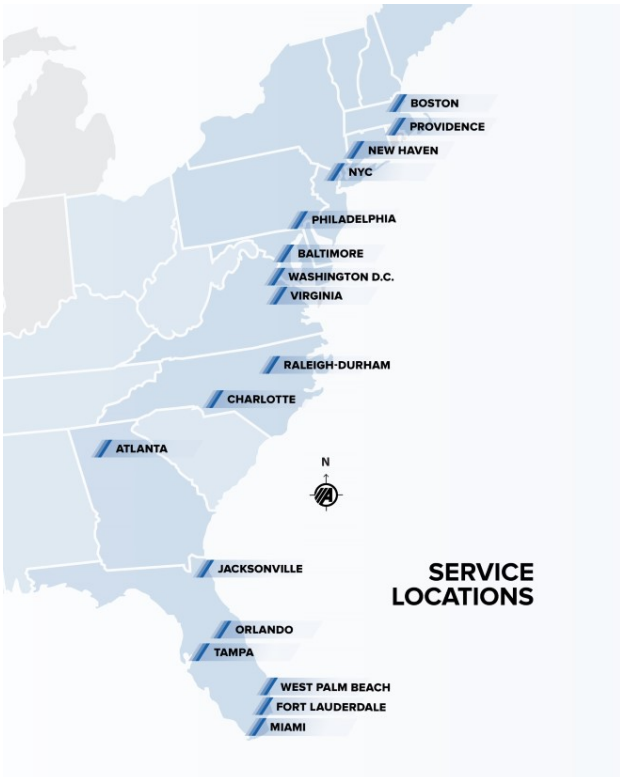 BOSTON
PROVIDENCE
NEW HAVEN
NYC
PHILADELPHIA
BALTIMORE
WASHINGTON D.C.
VIRGINIA
RALEIGH-DURHAM
CHARLOTTE
ATLANTA
N
A
JACKSONVILLE
SERVICE
LOCATIONS
ORLANDO
TAMPA
WEST PALM BEACH
FORT LAUDERDALE
MIAMI